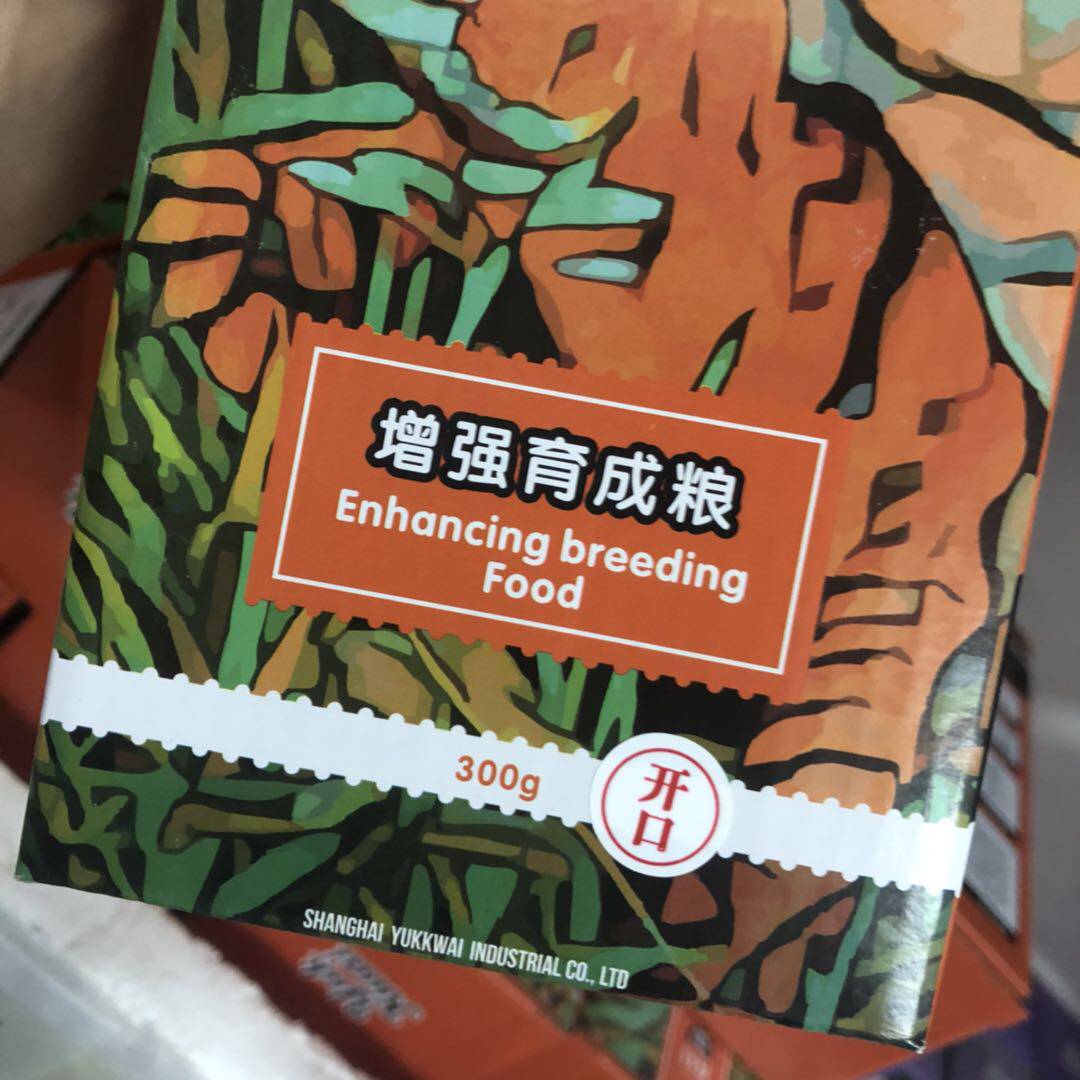 增强育成粮
Enhancing breeding
Food
300g
开
口
SHANGHAI YUKKWAI INDUSTRIAL CO., LTD